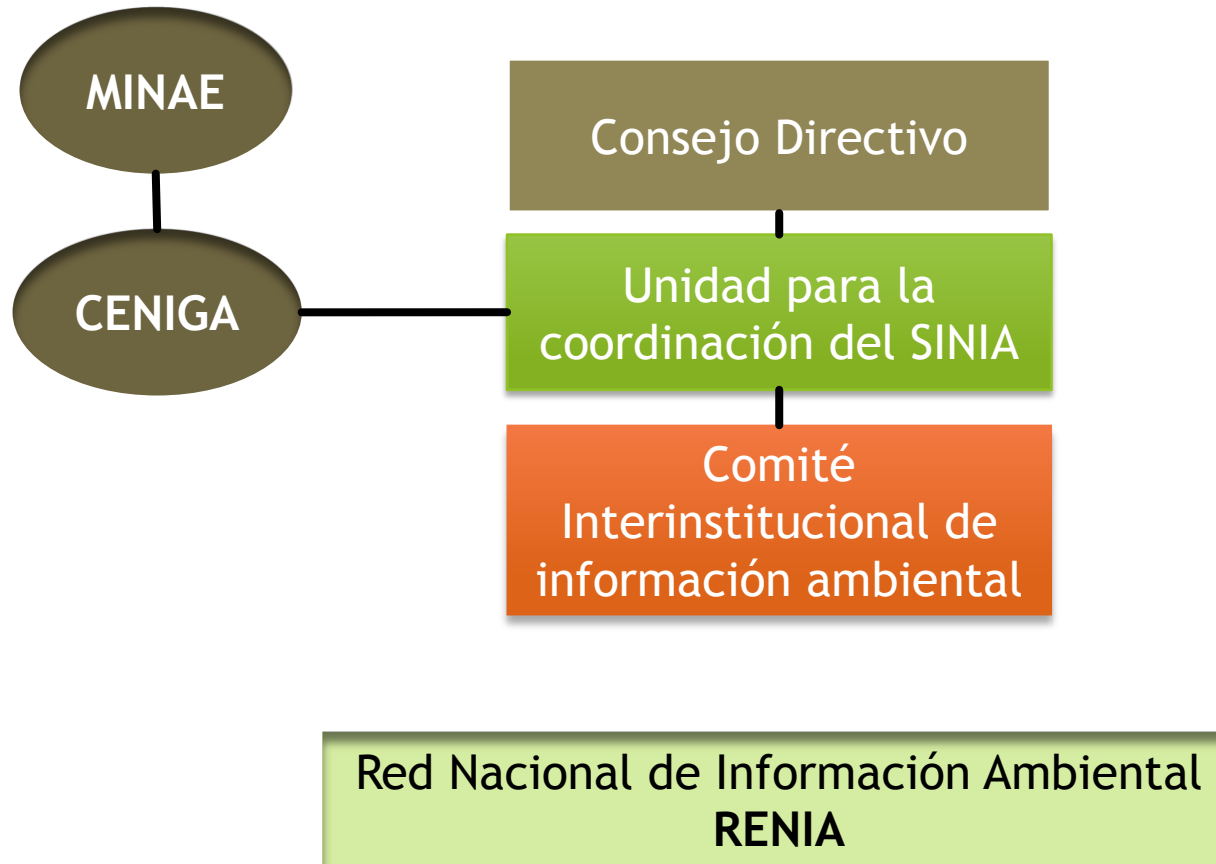 MINAE
Consejo Directivo
CENIGA
Unidad para la
coordinación del SINIA
Comité
Interinstitucional de
información ambiental
Red Nacional de Información Ambiental
RENIA